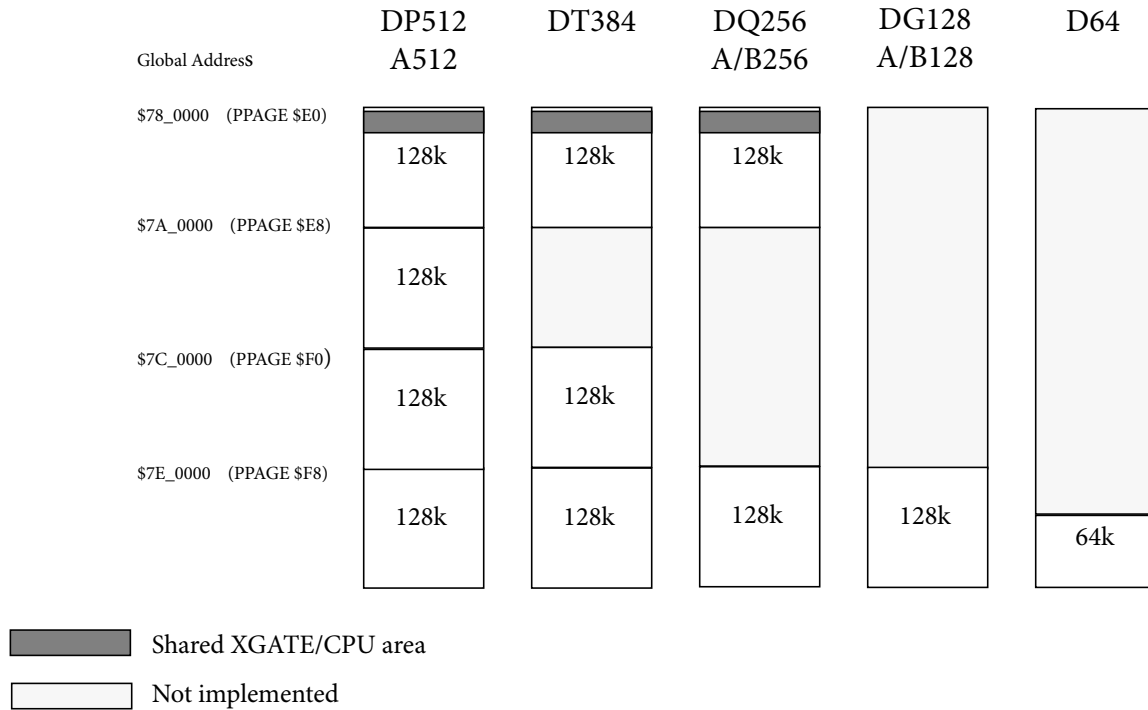 DP512 DT384 DQ256 DG128 D64
Global Address A512 A/B256 A/B128
$78_0000 (PPAGE $E0)
128k 128k 128k
$7A_0000 (PPAGE $E8)
128k
$7C_0000 (PPAGE $F0)
128k 128k
$7E_0000 (PPAGE $F8)
128k 128k 128k 128k
64k
Shared XGATE/CPU area
Not implemented